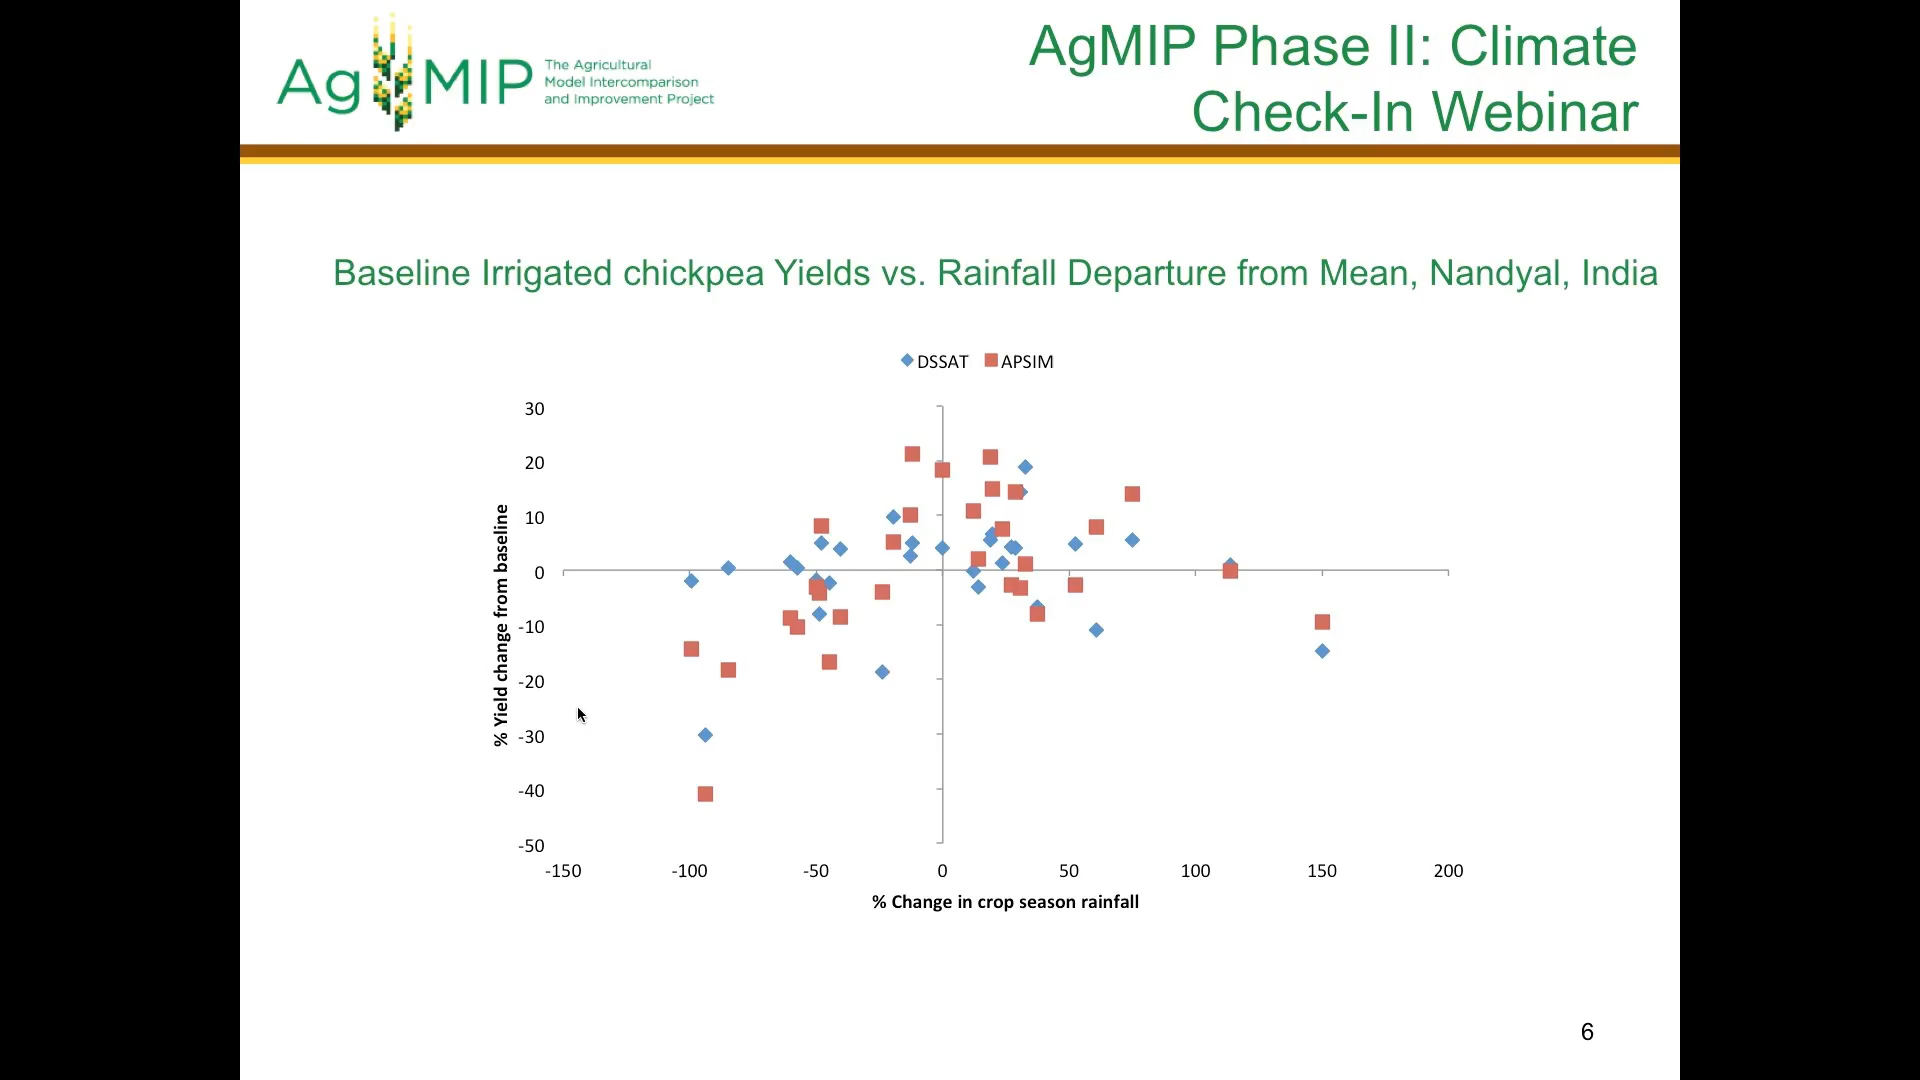 AgMIP
The Agricultural
Model Intercomparison
and Improvement Project
AgMIP Phase II: Climate
Check-In Webinar
Baseline Irrigated chickpea Yields vs. Rainfall Departure from Mean, Nandyal, India
DSSAT APSIM
30
20
10
0
-10
-20
-30
-40
-50
% Yield change from baseline
-150 -100 -50 0 50 100 150 200
% Change in crop season rainfall
6